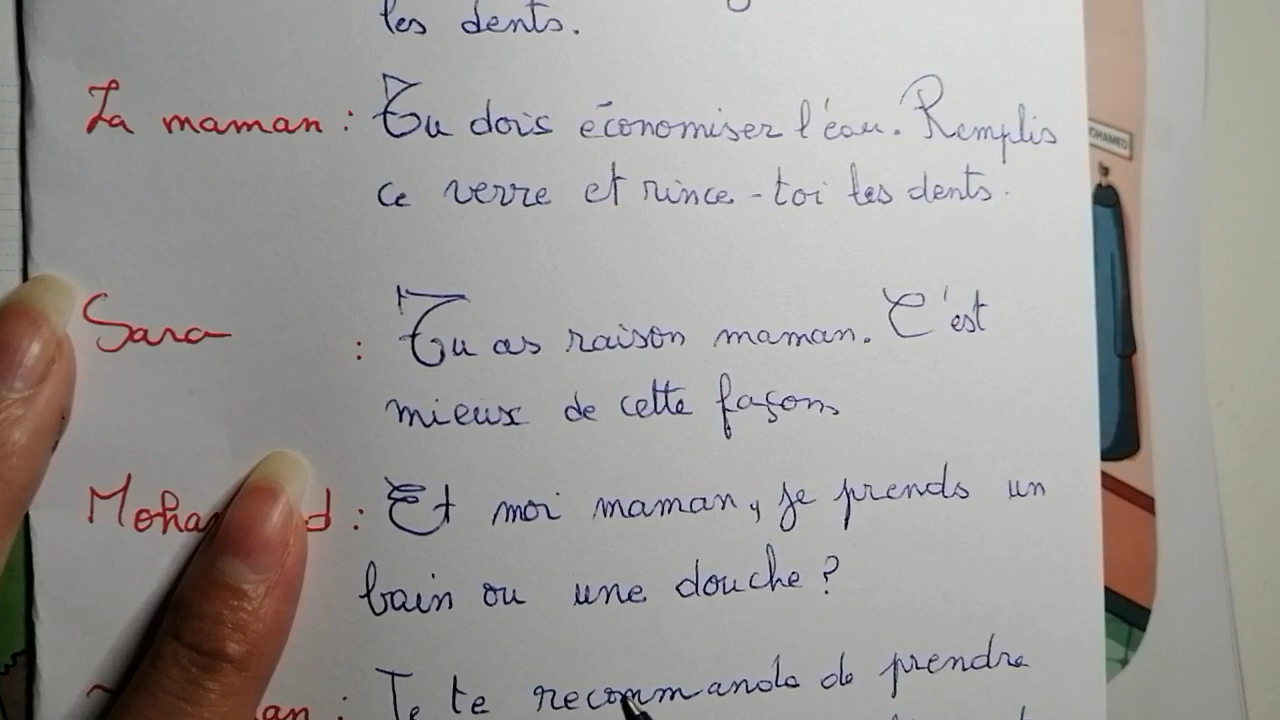 les dents.
La maman : Tu dois économiser l'eau. Remplis
ce verre et rince-toi les dents.
Sara : Tu as raison maman. C'est
mieux de cette façon
Mohamed : Et moi maman, je prends un
bain ou une douche ?
Je te recommande de prendre